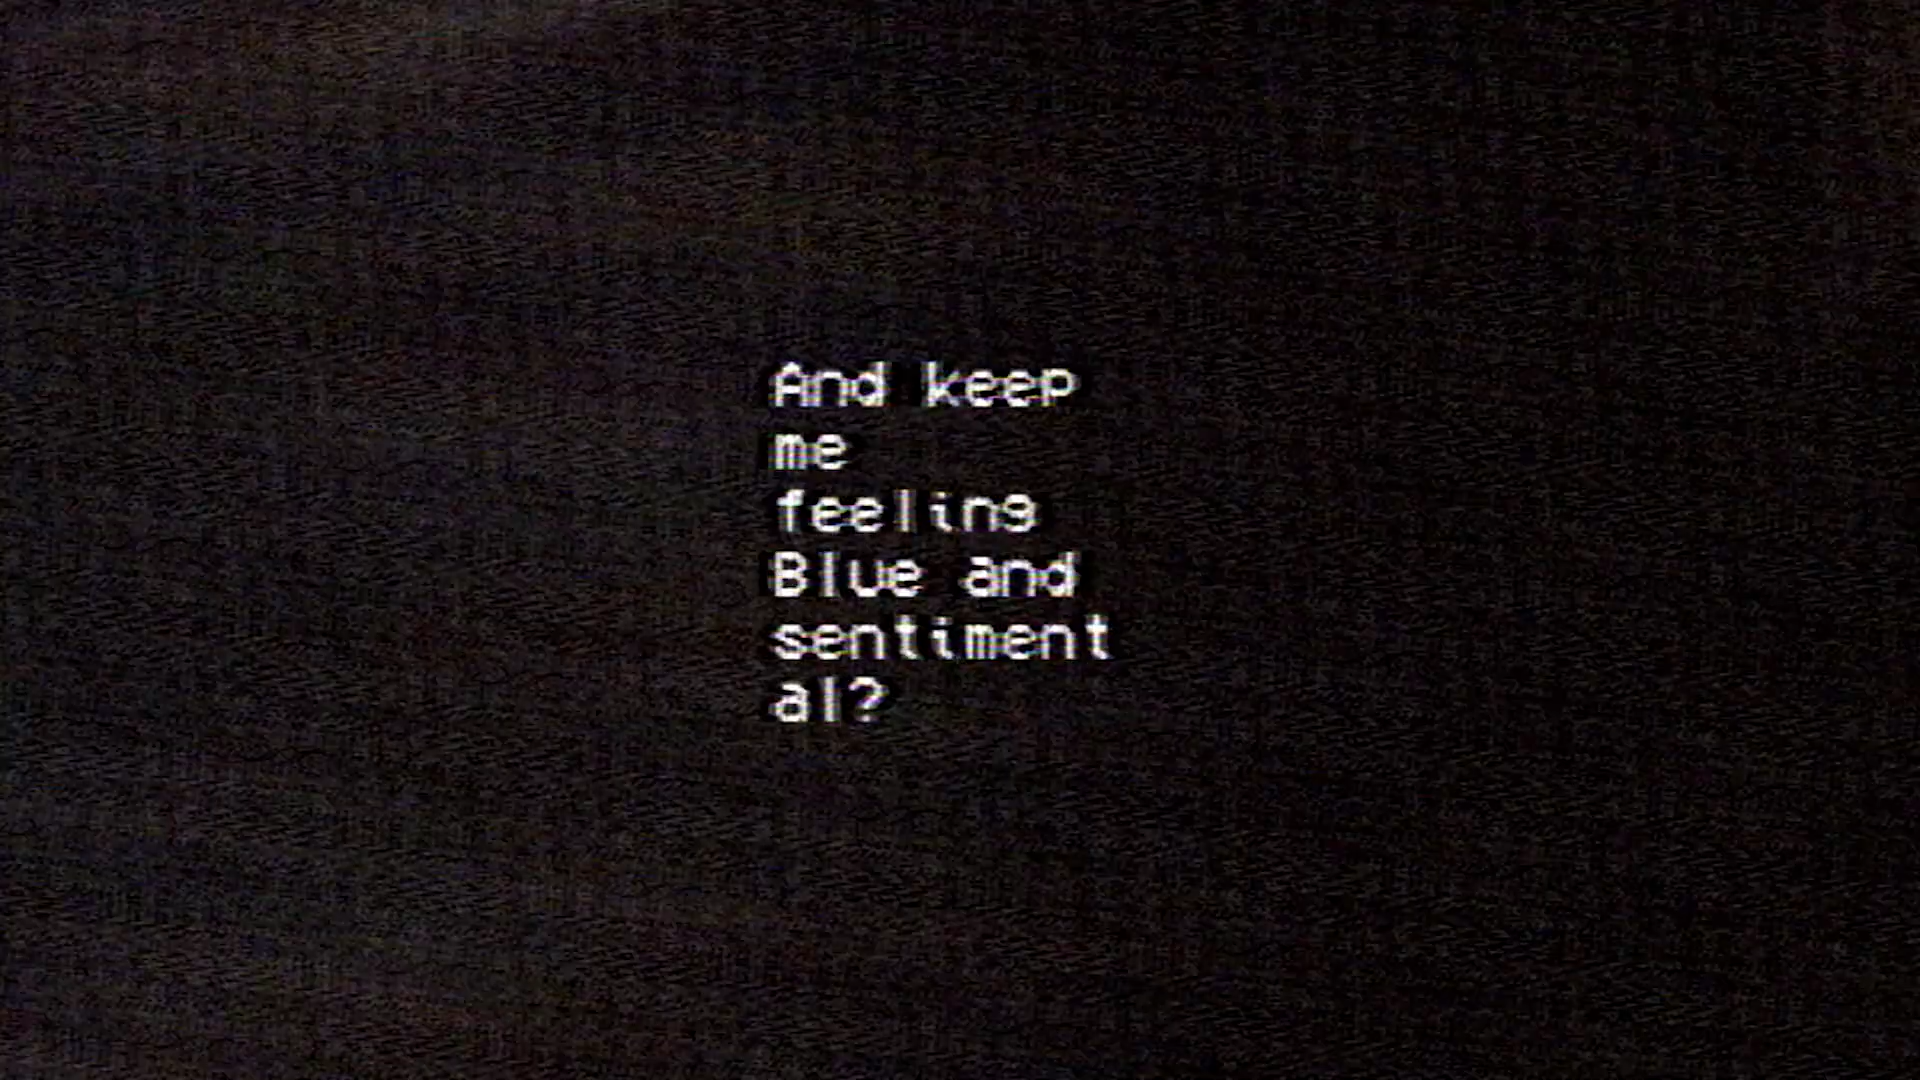 And keep
me
feeling
Blue and
sentiment
al?